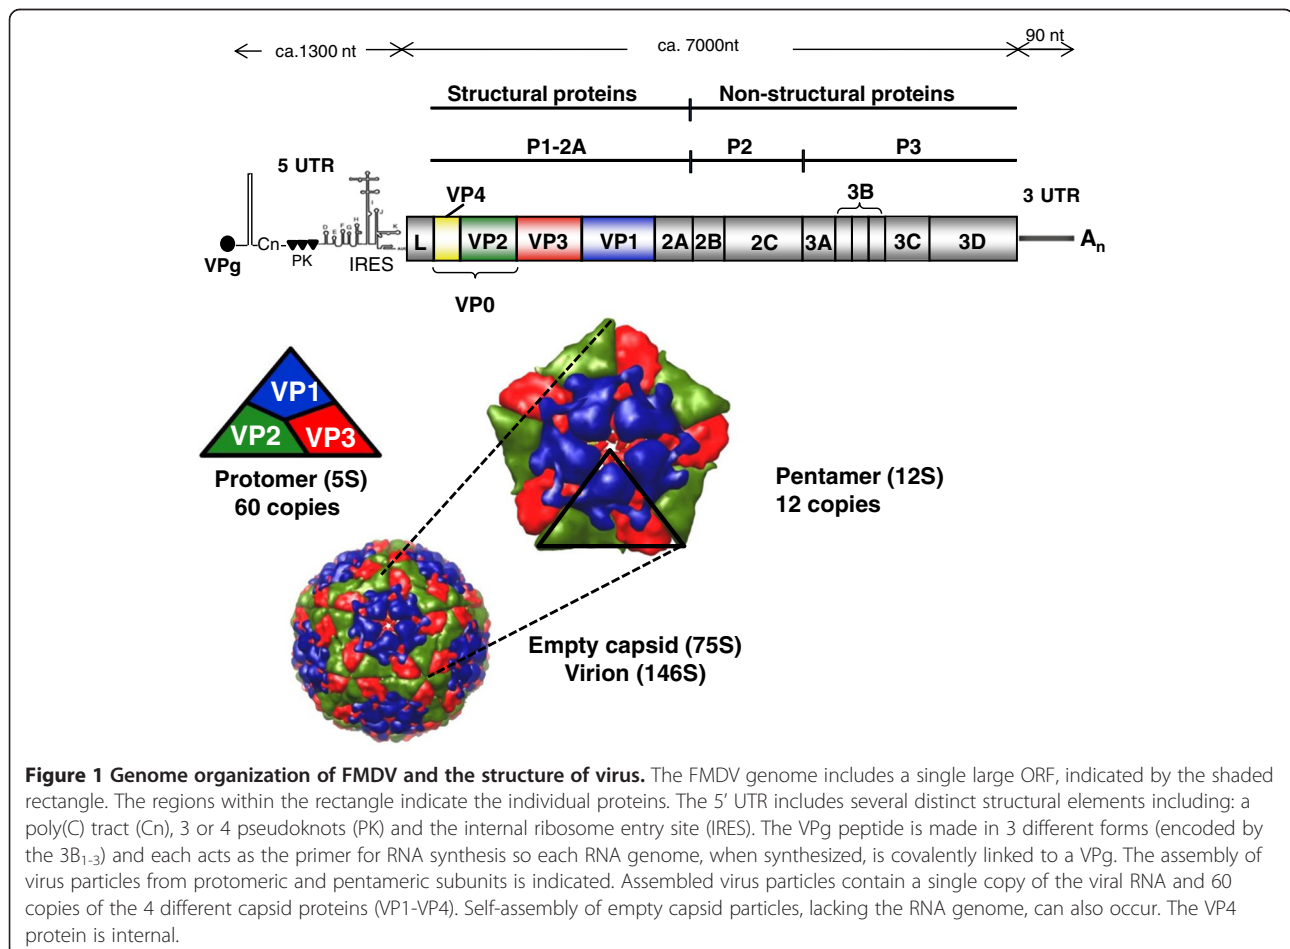 ca.1300 nt
ca. 7000nt
90 nt
Structural proteins
Non-structural proteins
P1-2A
P2
P3
5 UTR
VP4
3B
3 UTR
D E F G H I J K
VPg
Cn
PK
IRES
L
VP2
VP3
VP1
2A
2B
2C
3A
3C
3D
An
VP0
VP1
VP2
VP3
Protomer (5S)
60 copies
Pentamer (12S)
12 copies
Empty capsid (75S)
Virion (146S)
Figure 1 Genome organization of FMDV and the structure of virus. The FMDV genome includes a single large ORF, indicated by the shaded
rectangle. The regions within the rectangle indicate the individual proteins. The 5’ UTR includes several distinct structural elements including: a
poly(C) tract (Cn), 3 or 4 pseudoknots (PK) and the internal ribosome entry site (IRES). The VPg peptide is made in 3 different forms (encoded by
the 3B1-3) and each acts as the primer for RNA synthesis so each RNA genome, when synthesized, is covalently linked to a VPg. The assembly of
virus particles from protomeric and pentameric subunits is indicated. Assembled virus particles contain a single copy of the viral RNA and 60
copies of the 4 different capsid proteins (VP1-VP4). Self-assembly of empty capsid particles, lacking the RNA genome, can also occur. The VP4
protein is internal.